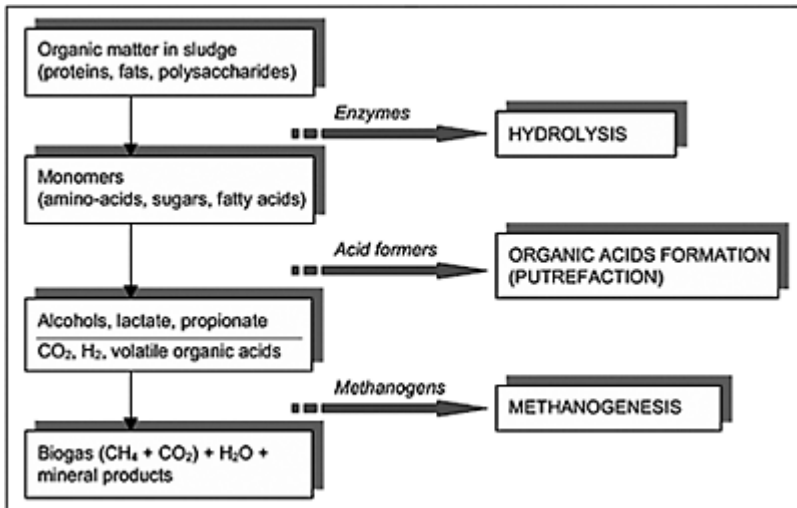 Organic matter in sludge
(proteins, fats, polysaccharides)
Enzymes
HYDROLYSIS
Monomers
(amino-acids, sugars, fatty acids)
Acid formers
ORGANIC ACIDS FORMATION
(PUTREFACTION)
Alcohols, lactate, propionate
CO₂, H₂, volatile organic acids
Methanogens
METHANOGENESIS
Biogas (CH₄ + CO₂) + H₂O +
mineral products